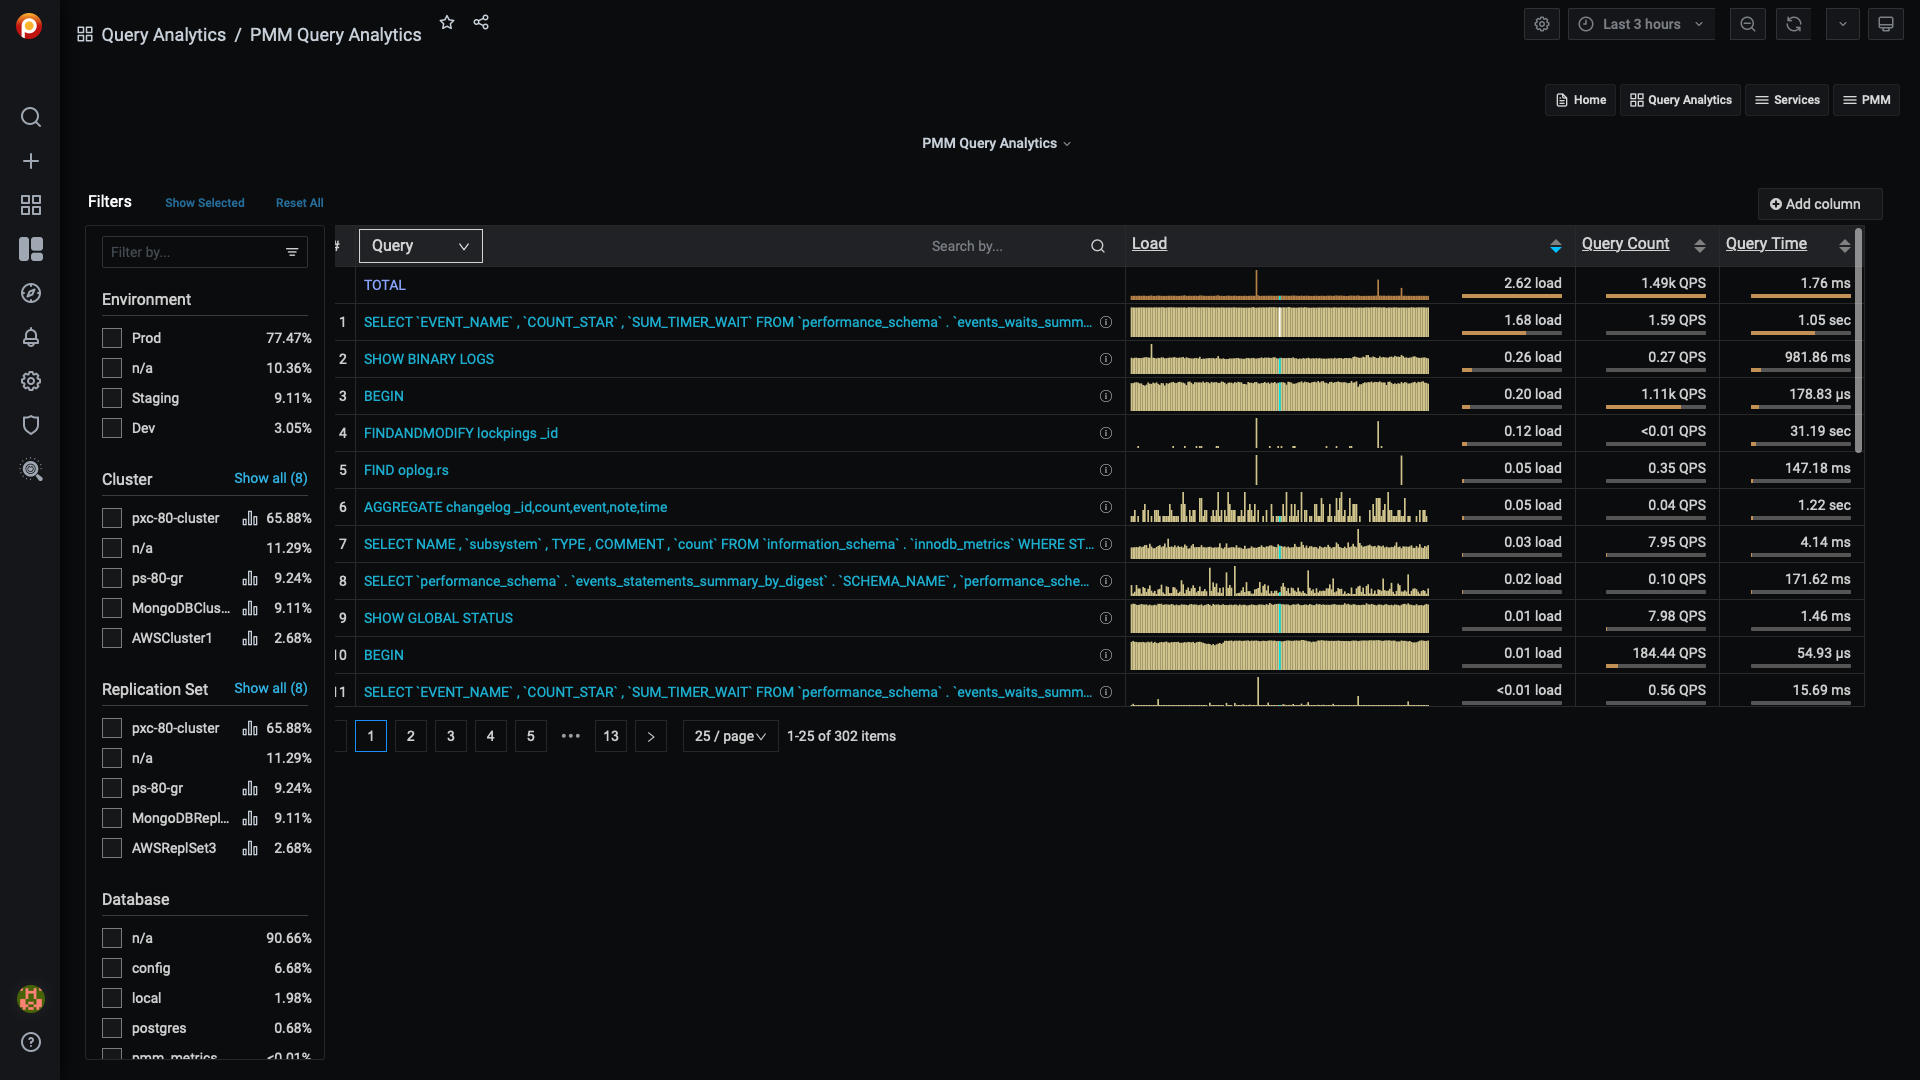 Query Analytics / PMM Query Analytics
Last 3 hours
Home
Query Analytics
Services
PMM
PMM Query Analytics
Filters
Show Selected
Reset All
Add column
Filter by...
Environment
Prod 77.47%
n/a 10.36%
Staging 9.11%
Dev 3.05%
Cluster Show all (8)
pxc-80-cluster 65.88%
n/a 11.29%
ps-80-gr 9.24%
MongoDBClus... 9.11%
AWSCluster1 2.68%
Replication Set Show all (8)
pxc-80-cluster 65.88%
n/a 11.29%
ps-80-gr 9.24%
MongoDBRepl... 9.11%
AWSReplSet3 2.68%
Database
n/a 90.66%
config 6.68%
local 1.98%
postgres 0.68%
pmm_metrics <0.01%
# Query Search by... Load Query Count Query Time
TOTAL 2.62 load 1.49k QPS 1.76 ms
1 SELECT `EVENT_NAME` , `COUNT_STAR` , `SUM_TIMER_WAIT` FROM `performance_schema` . `events_waits_summ... 1.68 load 1.59 QPS 1.05 sec
2 SHOW BINARY LOGS 0.26 load 0.27 QPS 981.86 ms
3 BEGIN 0.20 load 1.11k QPS 178.83 µs
4 FINDANDMODIFY lockpings _id 0.12 load <0.01 QPS 31.19 sec
5 FIND oplog.rs 0.05 load 0.35 QPS 147.18 ms
6 AGGREGATE changelog _id,count,event,note,time 0.05 load 0.04 QPS 1.22 sec
7 SELECT NAME , `subsystem` , TYPE , COMMENT , `count` FROM `information_schema` . `innodb_metrics` WHERE ST... 0.03 load 7.95 QPS 4.14 ms
8 SELECT `performance_schema` . `events_statements_summary_by_digest` . `SCHEMA_NAME` , `performance_sche... 0.02 load 0.10 QPS 171.62 ms
9 SHOW GLOBAL STATUS 0.01 load 7.98 QPS 1.46 ms
10 BEGIN 0.01 load 184.44 QPS 54.93 µs
11 SELECT `EVENT_NAME` , `COUNT_STAR` , `SUM_TIMER_WAIT` FROM `performance_schema` . `events_waits_summ... <0.01 load 0.56 QPS 15.69 ms
1 2 3 4 5 ••• 13 > 25 / page 1-25 of 302 items